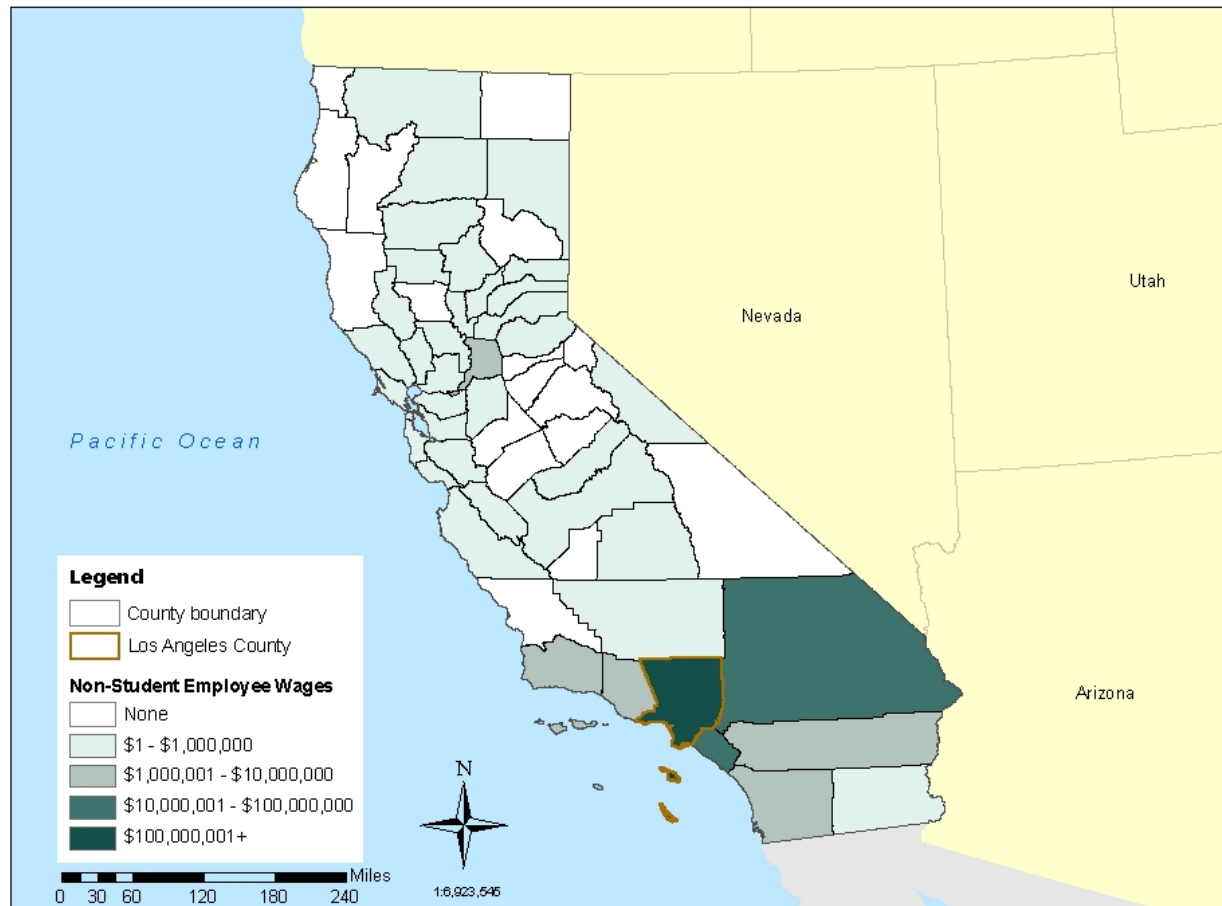 Nevada
Utah
Pacific Ocean
Arizona
Legend
County boundary
Los Angeles County
Non-Student Employee Wages
None
$1 - $1,000,000
$1,000,001 - $10,000,000
$10,000,001 - $100,000,000
$100,000,001+
N
Miles
0 30 60 120 180 240
1:6,923,545